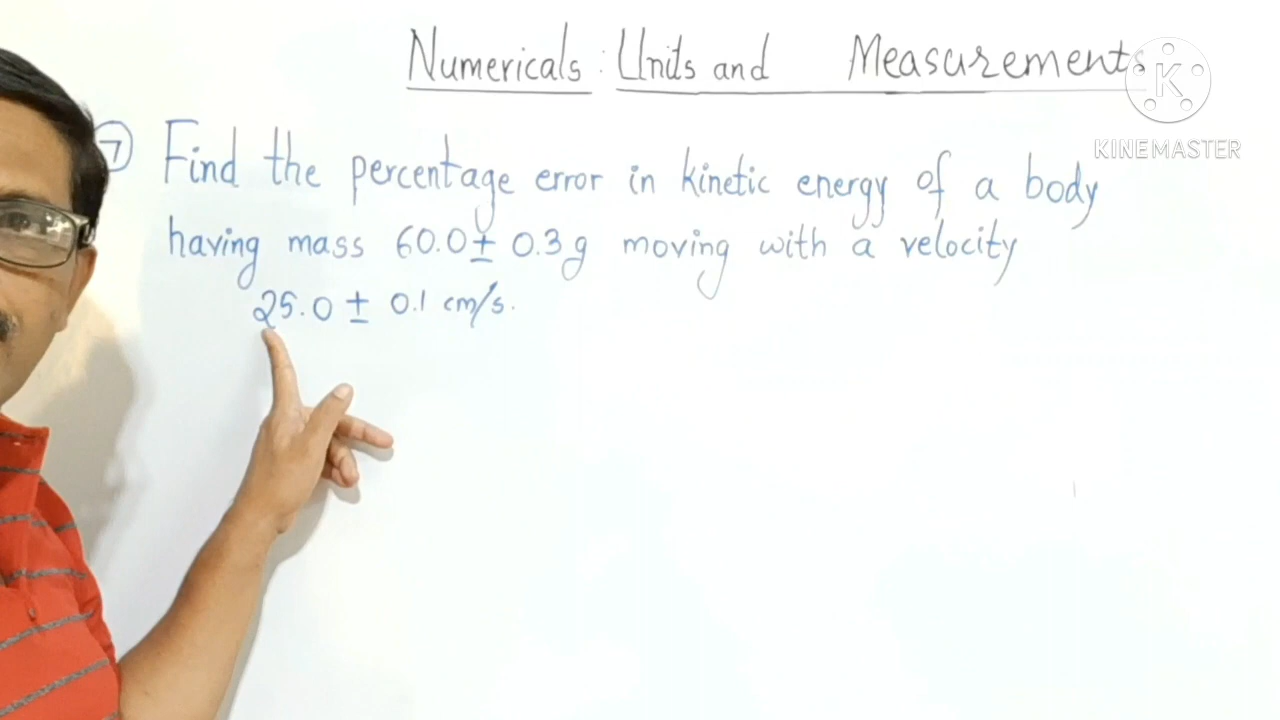 Numericals : Units and Measurements
7 Find the percentage error in kinetic energy of a body
having mass 60.0 ± 0.3g moving with a velocity
25.0 ± 0.1 cm/s.
K
KINEMASTER